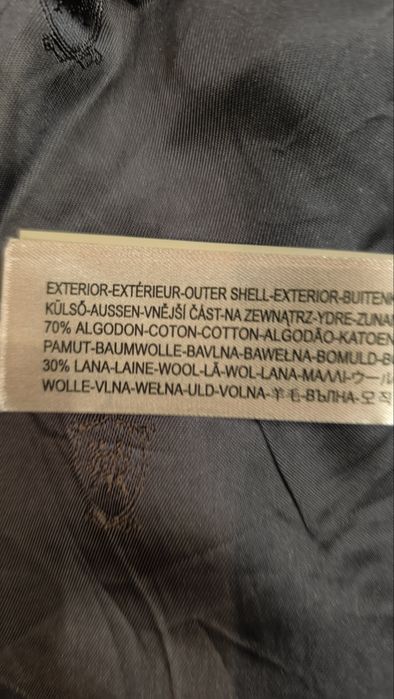 EXTERIOR-EXTÉRIEUR-OUTER SHELL-EXTERIOR-BUITENK
KÜLSŐ-AUSSEN-VNĚJŠÍ ČÁST-NA ZEWNĄTRZ-YDRE-ZUNA
70% ALGODON-COTON-COTTON-ALGODÃO-KATOEN
PAMUT-BAUMWOLLE-BAVLNA-BAWEŁNA-BOMULD-B
30% LANA-LAINE-WOOL-LÃ-WOL-LANA-ΜΑΛΛΙ-ウール
WOLLE-VLNA-WEŁNA-ULD-VOLNA-羊毛-ВЪЛНА-모직